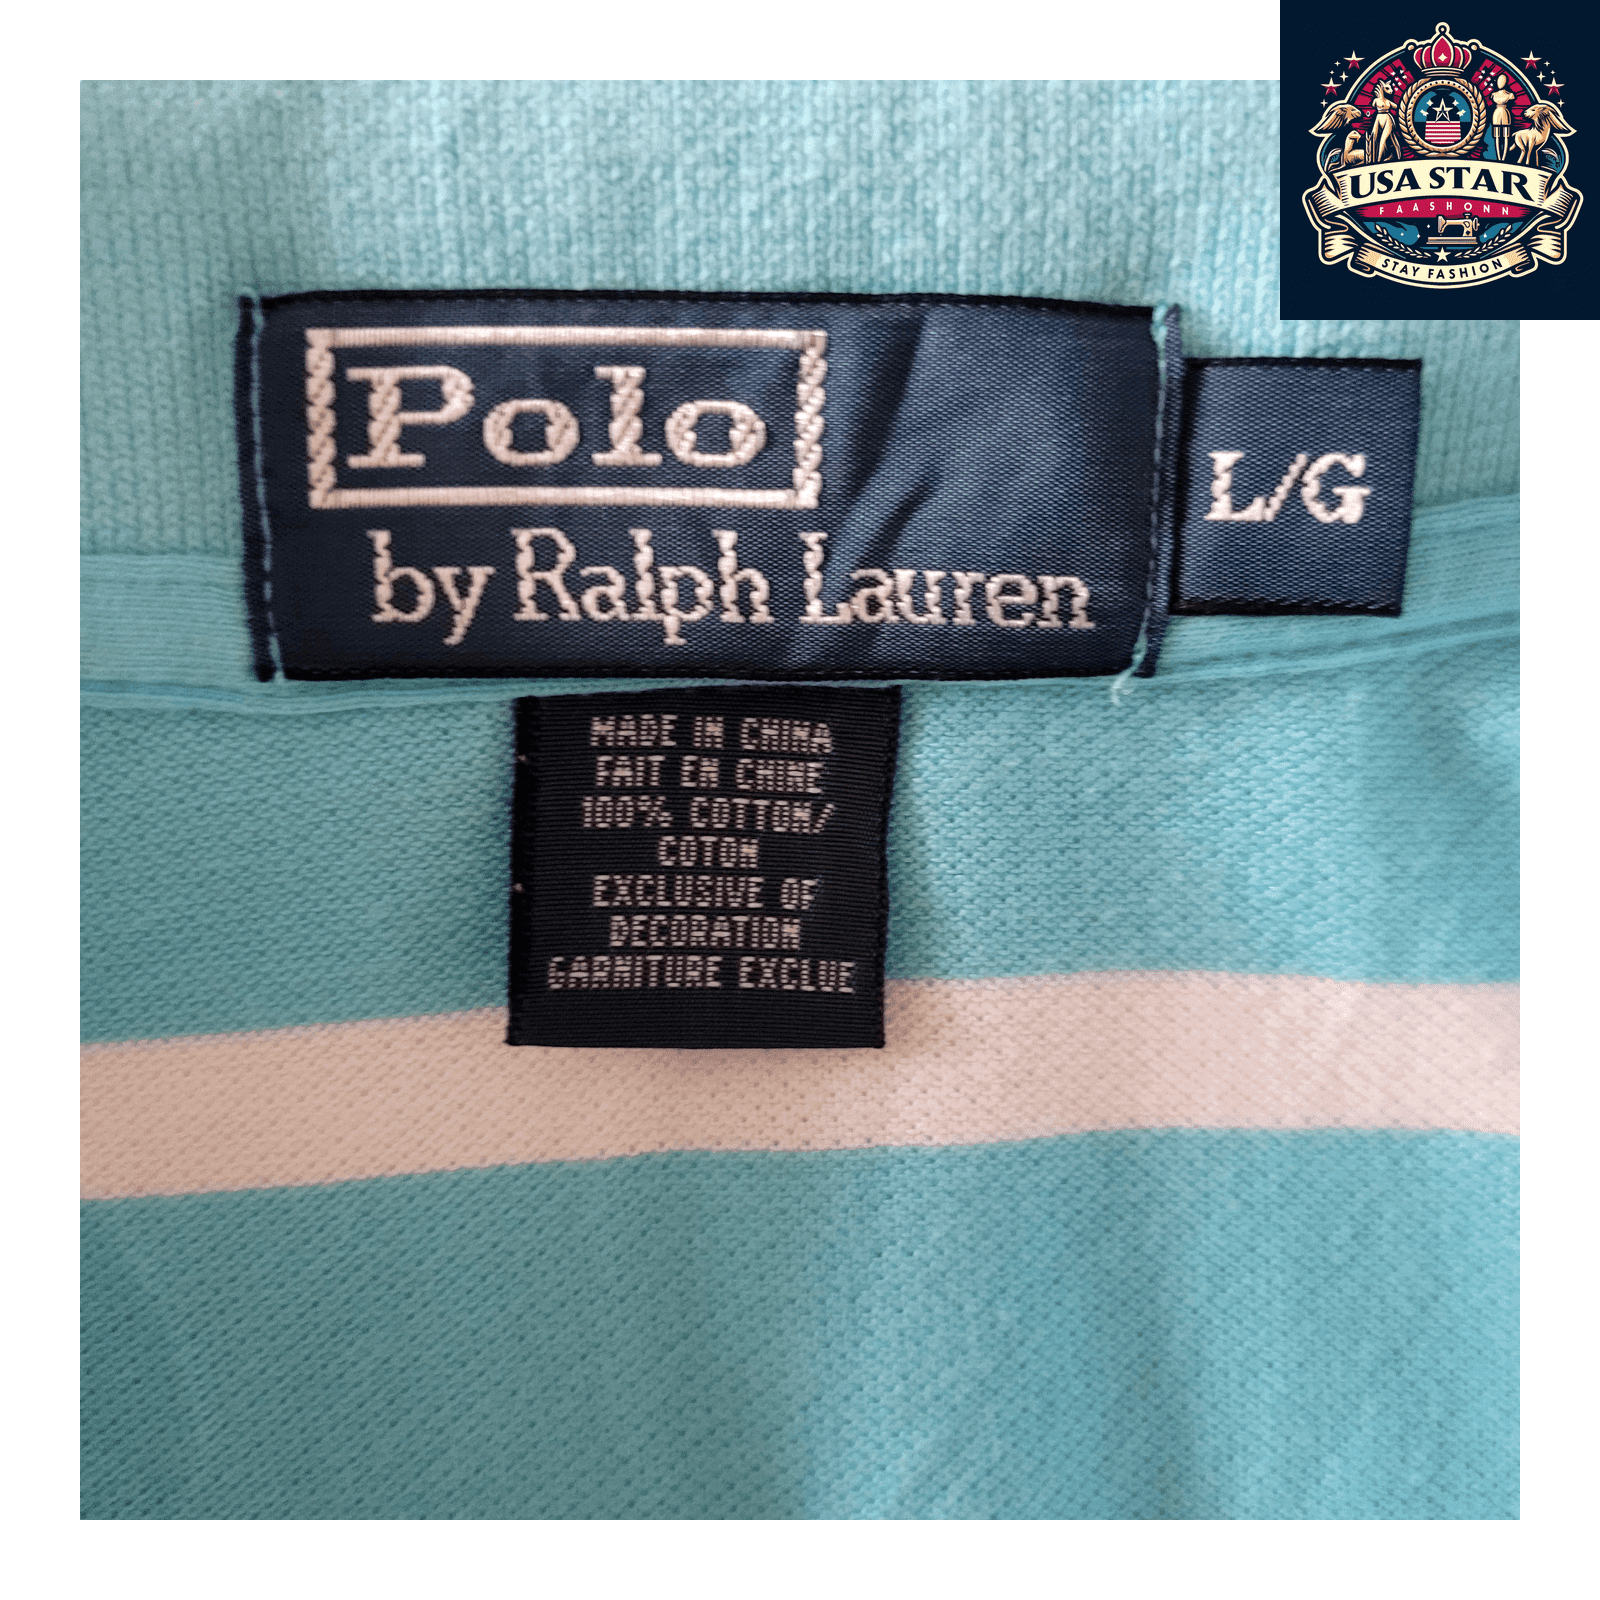 USA STAR
FAASHONN
STAY FASHION
Polo
by Ralph Lauren
L/G
MADE IN CHINA
FAIT EN CHINE
100% COTTON/
COTON
EXCLUSIVE OF
DECORATION
GARNITURE EXCLUE